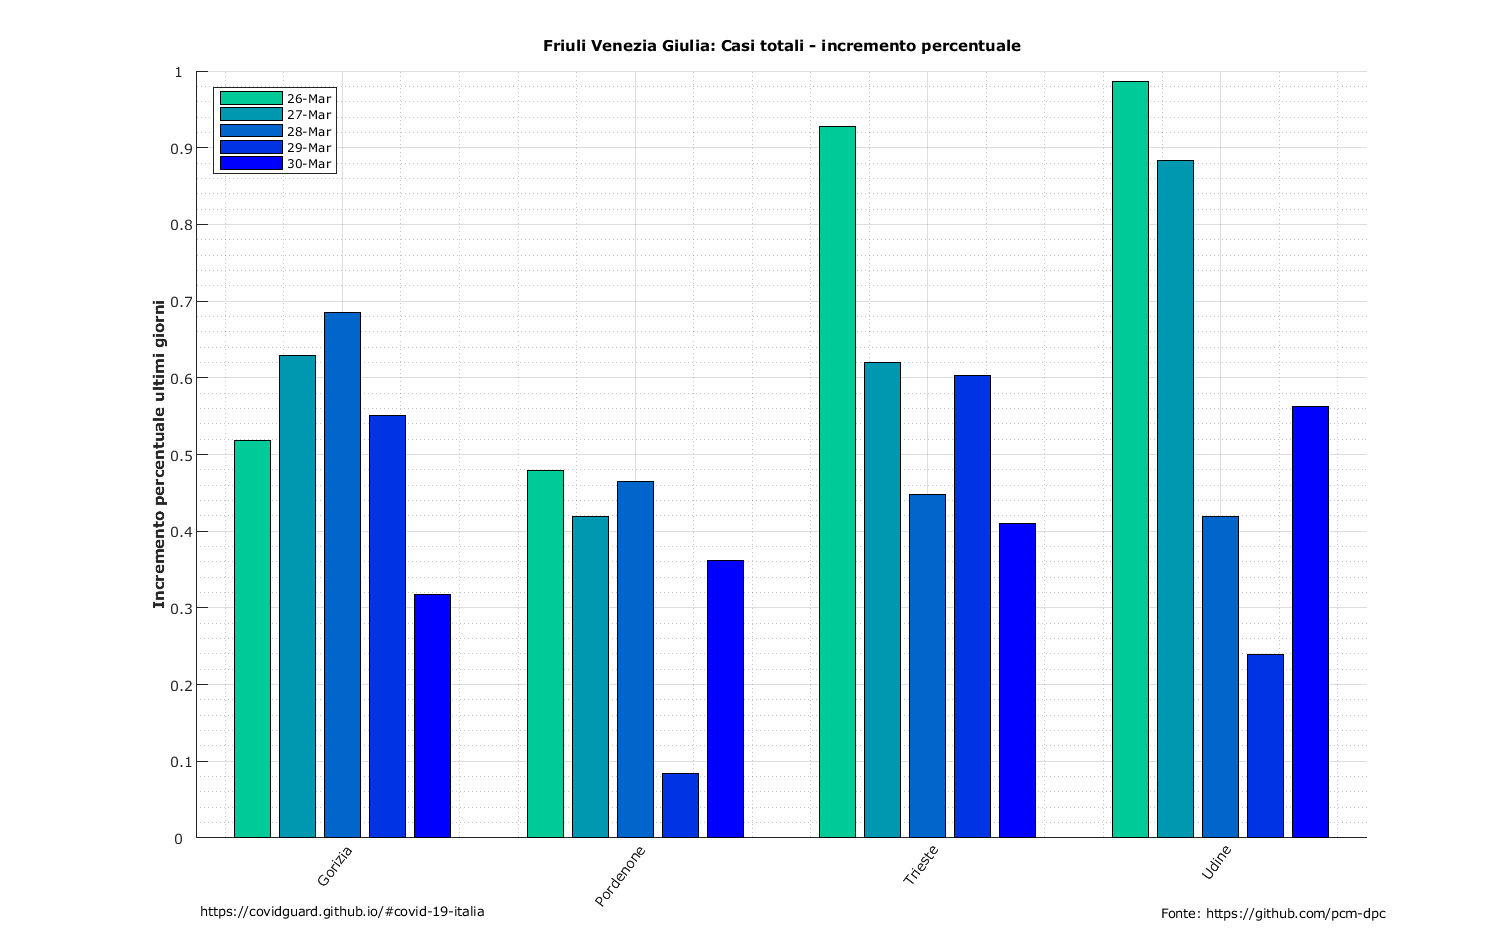 Friuli Venezia Giulia: Casi totali - incremento percentuale
26-Mar
27-Mar
28-Mar
29-Mar
30-Mar
Incremento percentuale ultimi giorni
1
0.9
0.8
0.7
0.6
0.5
0.4
0.3
0.2
0.1
0
Gorizia
Pordenone
Trieste
Udine
https://covidguard.github.io/#covid-19-italia
Fonte: https://github.com/pcm-dpc